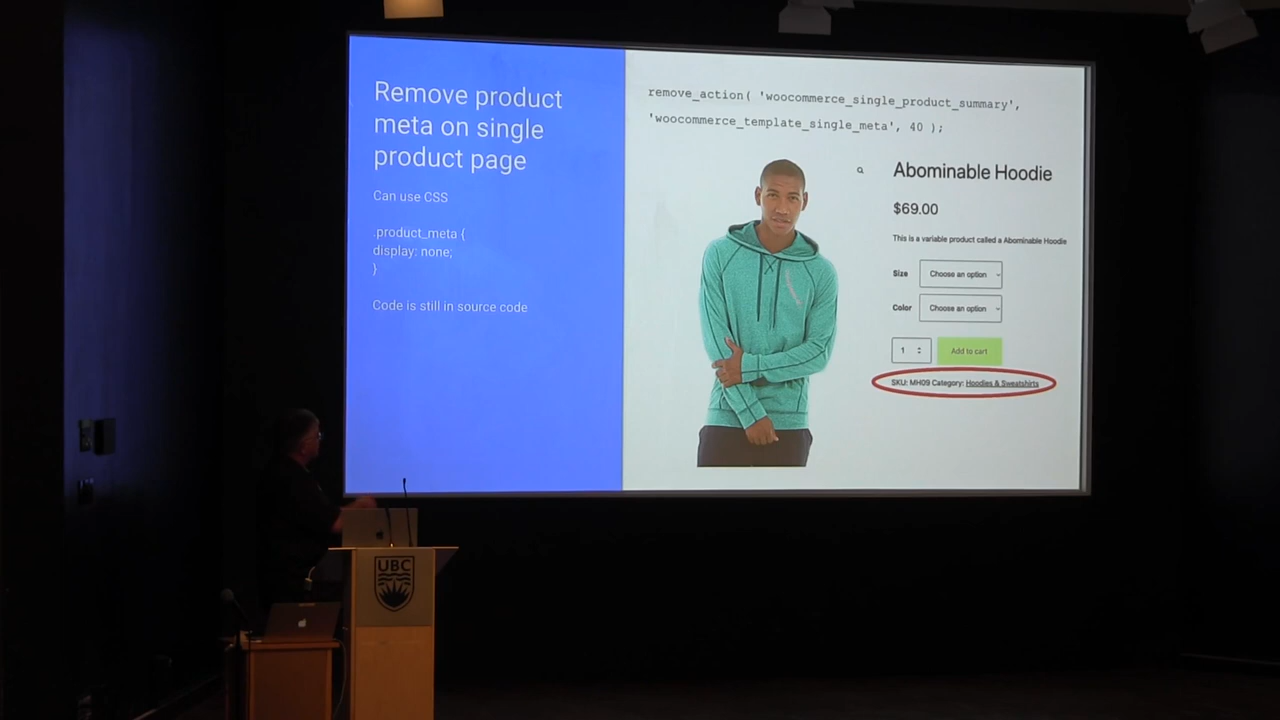 Remove product
meta on single
product page
Can use CSS
.product_meta {
display: none;
}
Code is still in source code
remove_action( 'woocommerce_single_product_summary',
'woocommerce_template_single_meta', 40 );
Abominable Hoodie
$69.00
This is a variable product called a Abominable Hoodie
Size Choose an option
Color Choose an option
1 Add to cart
SKU: MH09 Category: Hoodies & Sweatshirts
UBC